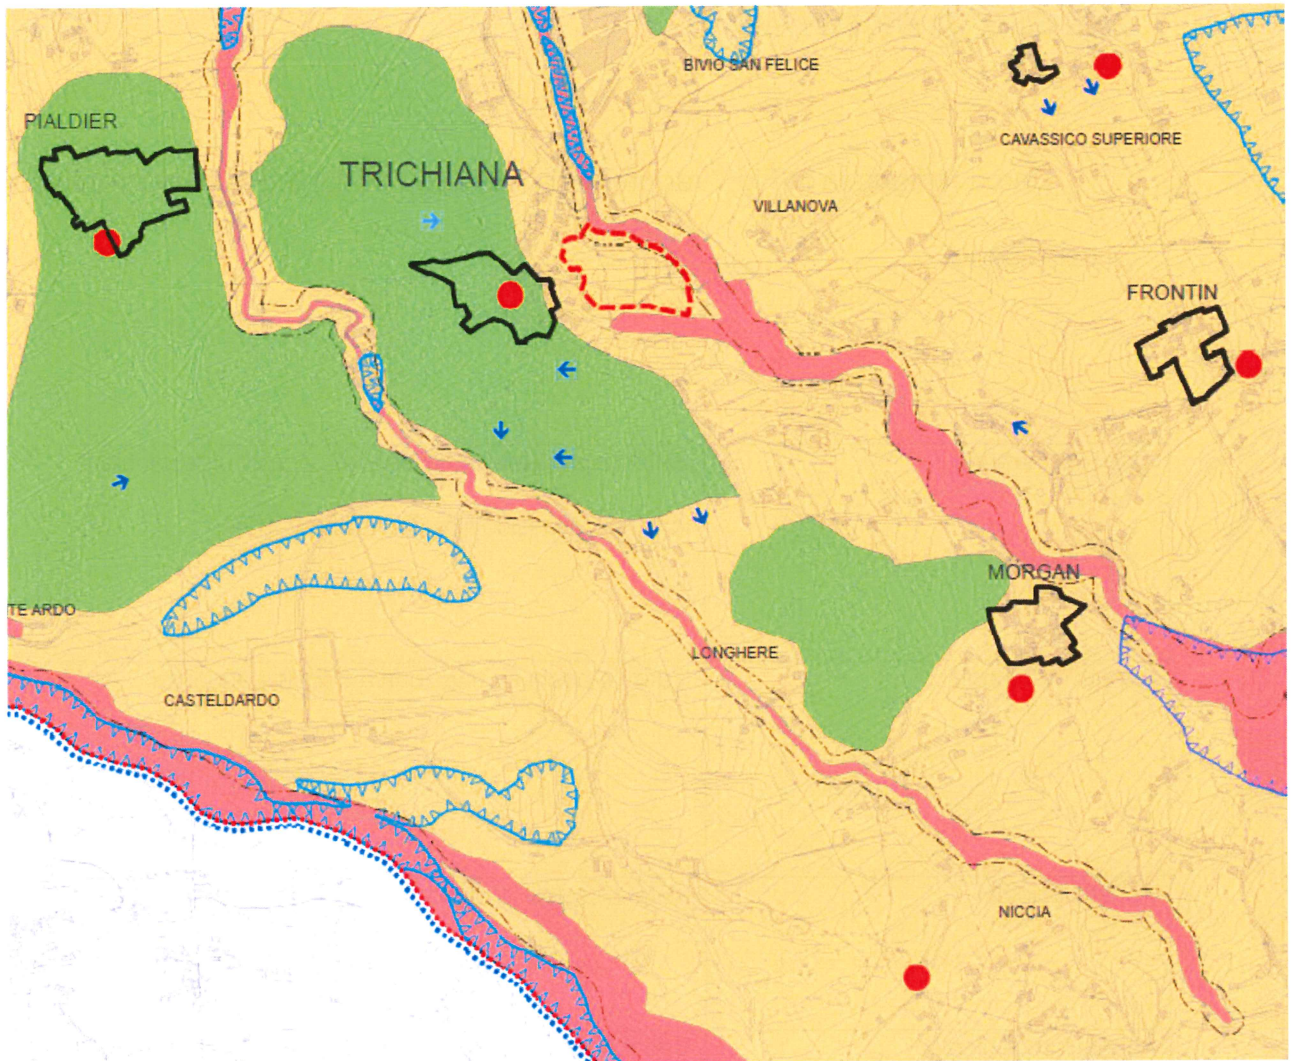 BIVIO SAN FELICE
PIALDIER
CAVASSICO SUPERIORE
TRICHIANA
VILLANOVA
FRONTIN
MORGAN
TE ARDO
LONGHERE
CASTELDARDO
NICCIA